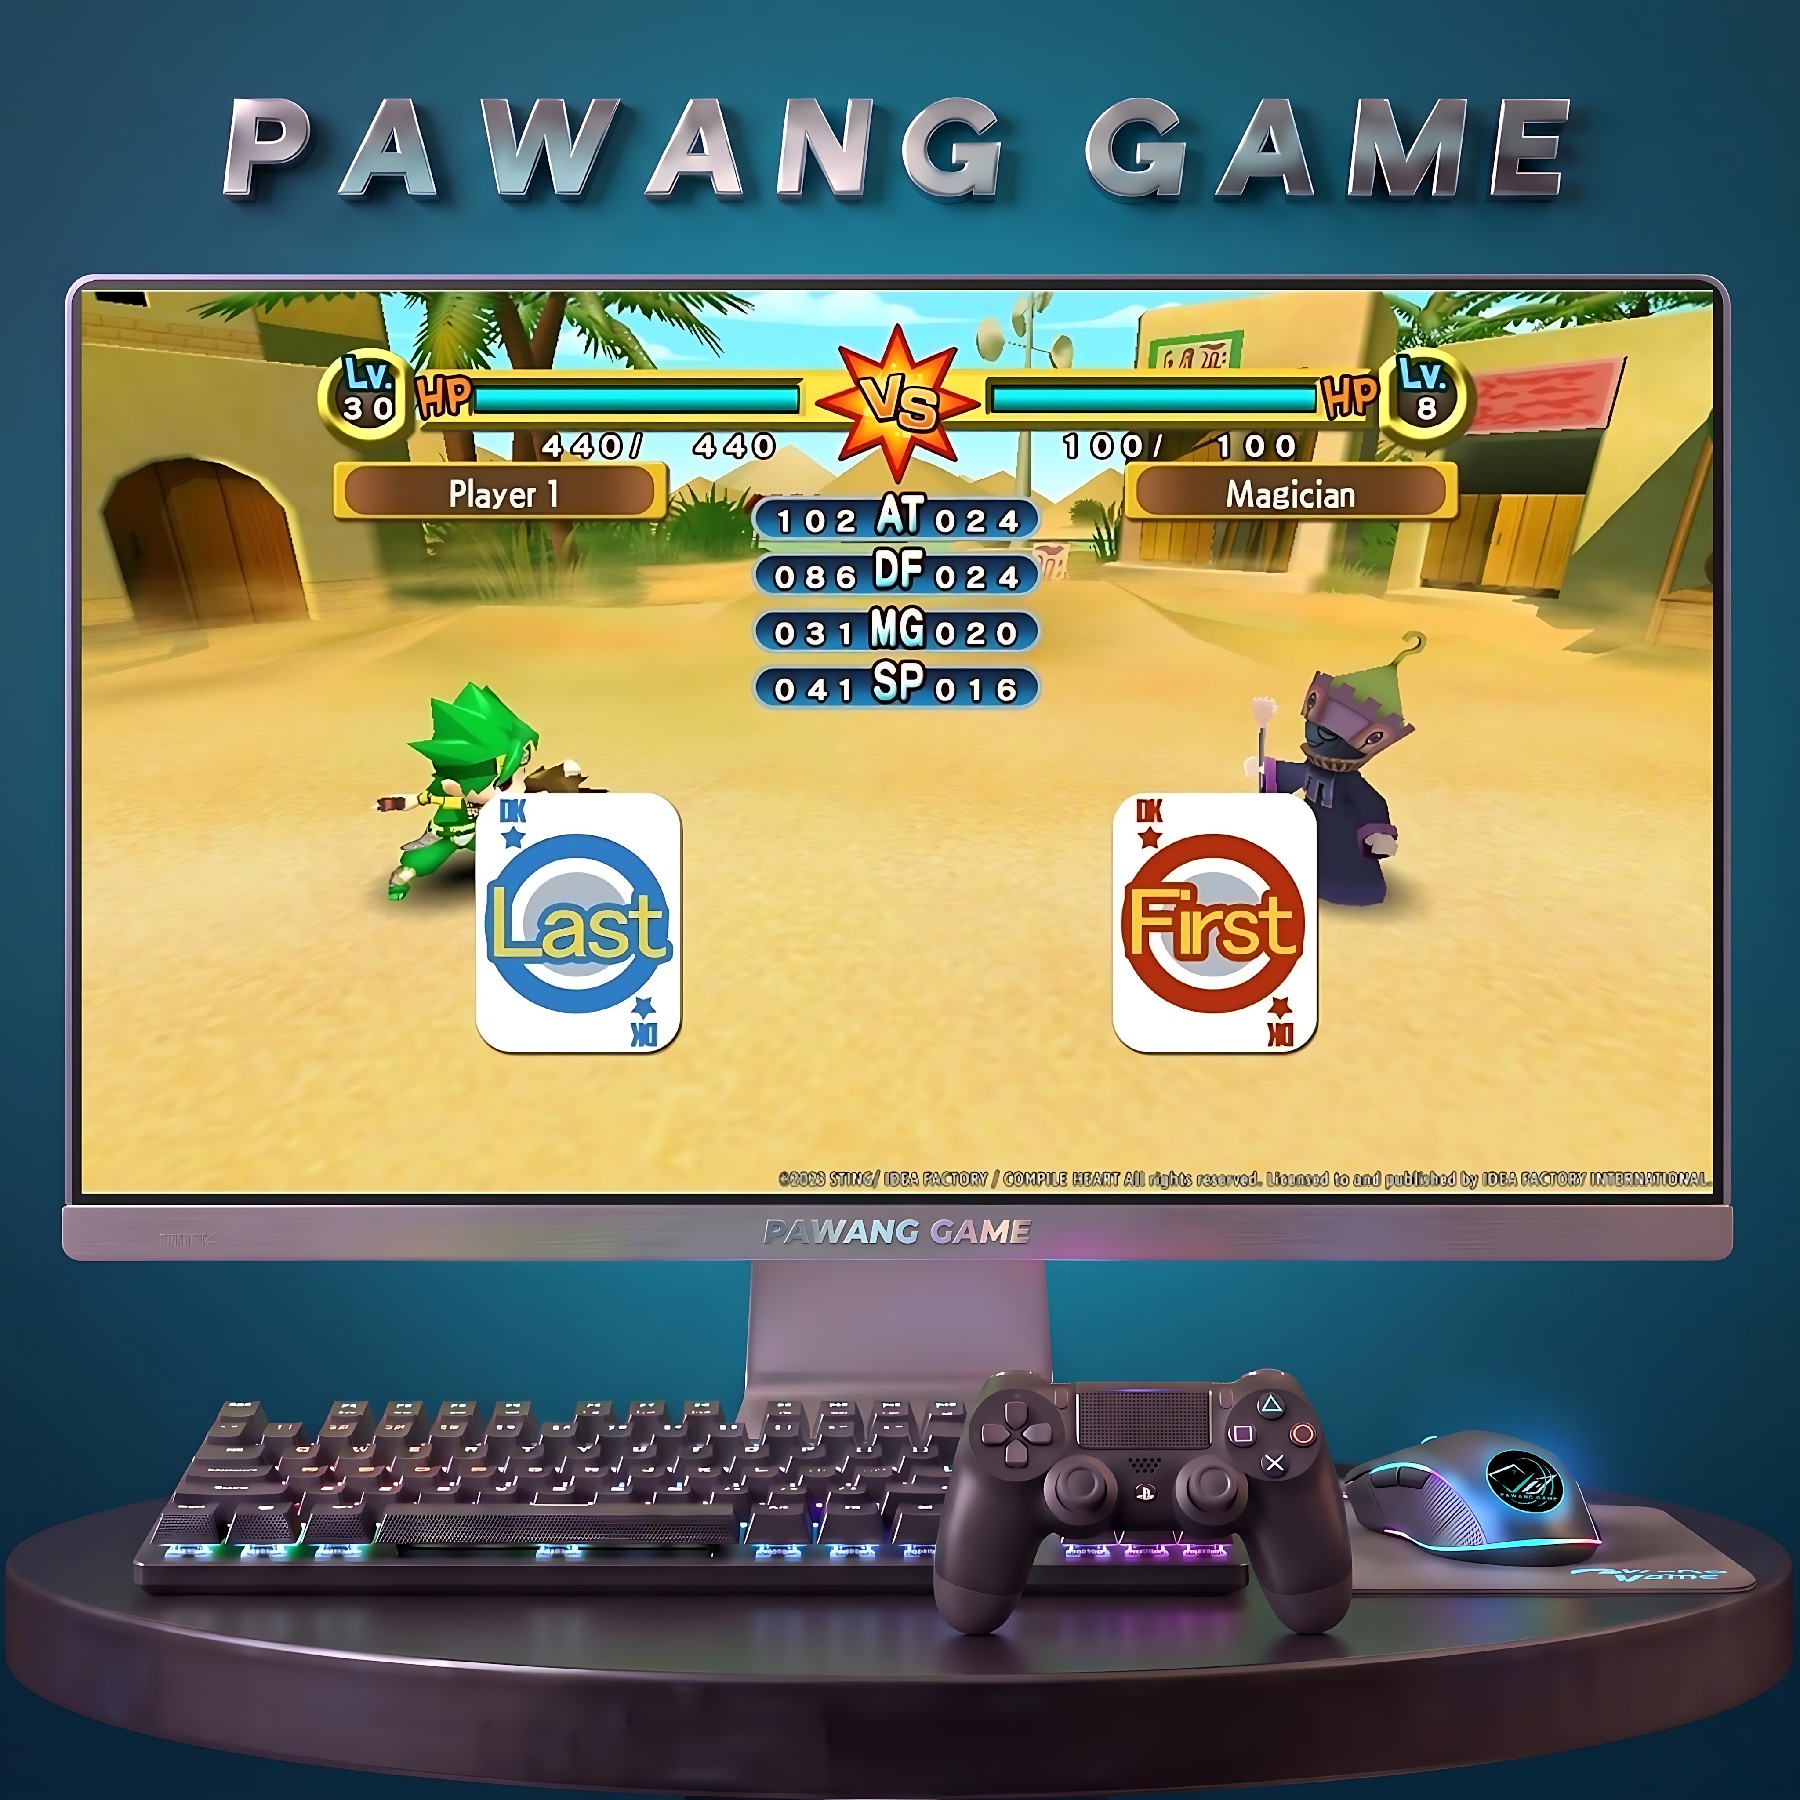 PAWANG GAME
LV. 30 HP VS HP LV. 8
440/ 440 100/ 100
Player 1 Magician
102 AT 024
086 DF 024
031 MG 020
041 SP 016
DK DK
Last First
DK DK
©2023 STING/ IDEA FACTORY / COMPILE HEART All rights reserved. Licensed to and published by IDEA FACTORY INTERNATIONAL.
PAWANG GAME
PAWANG GAME